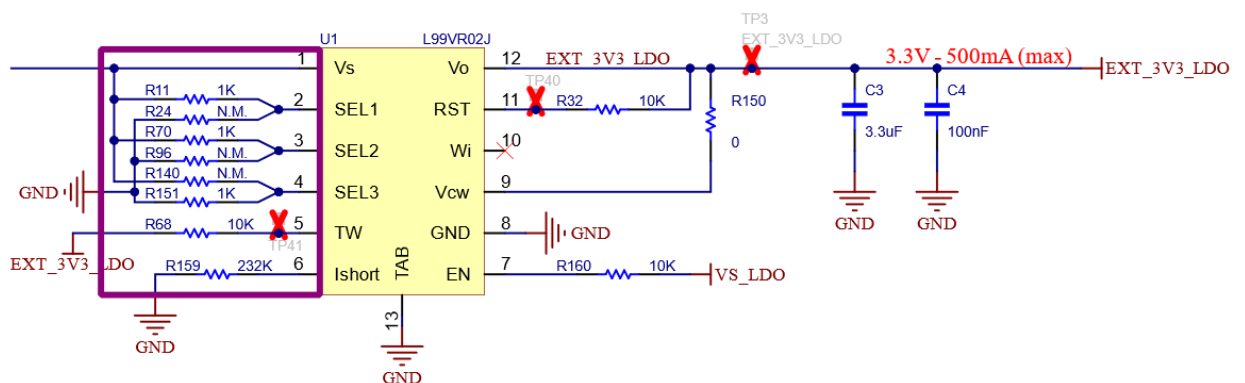 TP3
U1
L99VR02J
EXT_3V3_LDO
1
Vs
Vo
12
EXT_3V3_LDO
3.3V - 500mA (max)
EXT_3V3_LDO
R11
1K
TP40
2
SEL1
RST
11
R32
10K
R150
C3
C4
R24
N.M.
R70
1K
3
SEL2
Wi
10
3.3uF
100nF
R96
N.M.
0
R140
N.M.
GND
4
SEL3
Vcw
9
R151
1K
GND
GND
R68
10K
5
TW
GND
8
GND
TP41
EXT_3V3_LDO
R159
232K
6
Ishort
TAB
EN
7
R160
10K
VS_LDO
13
GND
GND